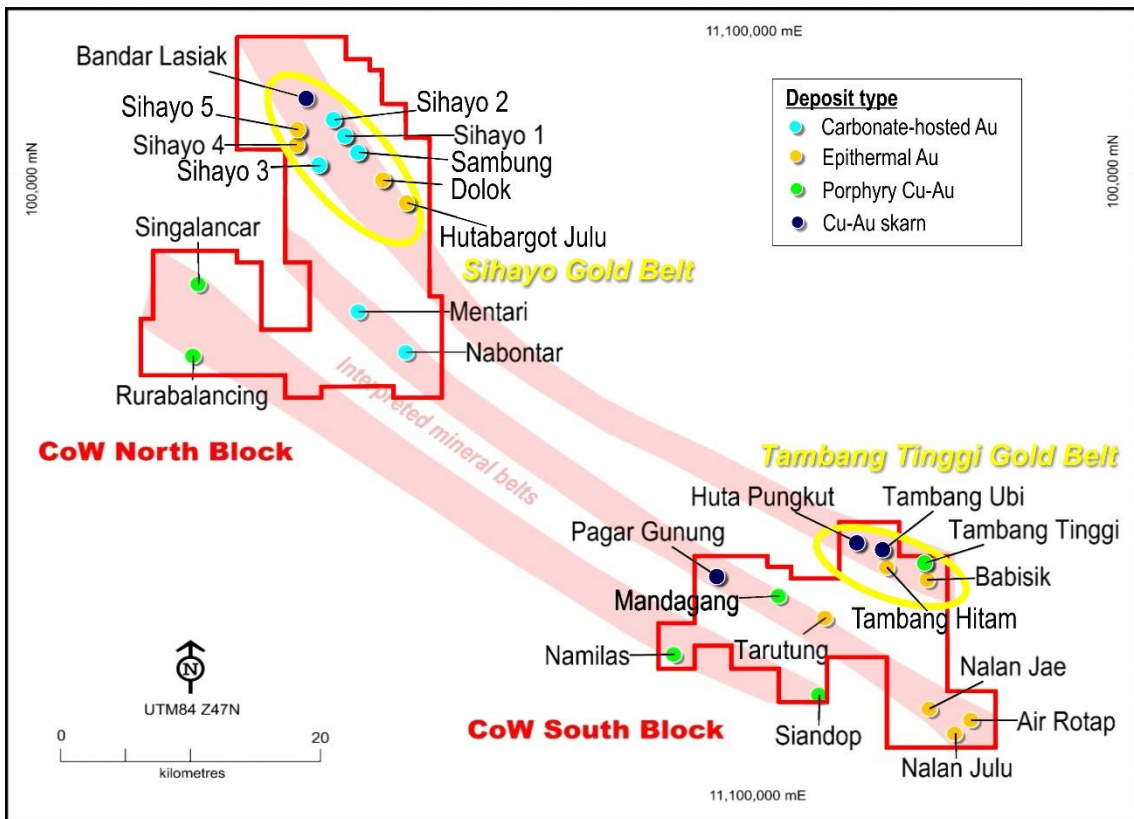 11,100,000 mE
Bandar Lasiak
Sihayo 5
Sihayo 4
Sihayo 3
Sihayo 2
Sihayo 1
Sambung
Dolok
Hutabargot Julu
Sihayo Gold Belt
Deposit type
Carbonate-hosted Au
Epithermal Au
Porphyry Cu-Au
Cu-Au skarn
100,000 mN
100,000 mN
Singalancar
Mentari
Nabontar
Rurabalancing
Interpreted mineral belts
CoW North Block
Tambang Tinggi Gold Belt
Huta Pungkut
Tambang Ubi
Tambang Tinggi
Pagar Gunung
Babisik
Mandagang
Tambang Hitam
Tarutung
Namilas
Nalan Jae
N
UTM84 Z47N
CoW South Block
Siandop
Air Rotap
Nalan Julu
0
20
kilometres
11,100,000 mE